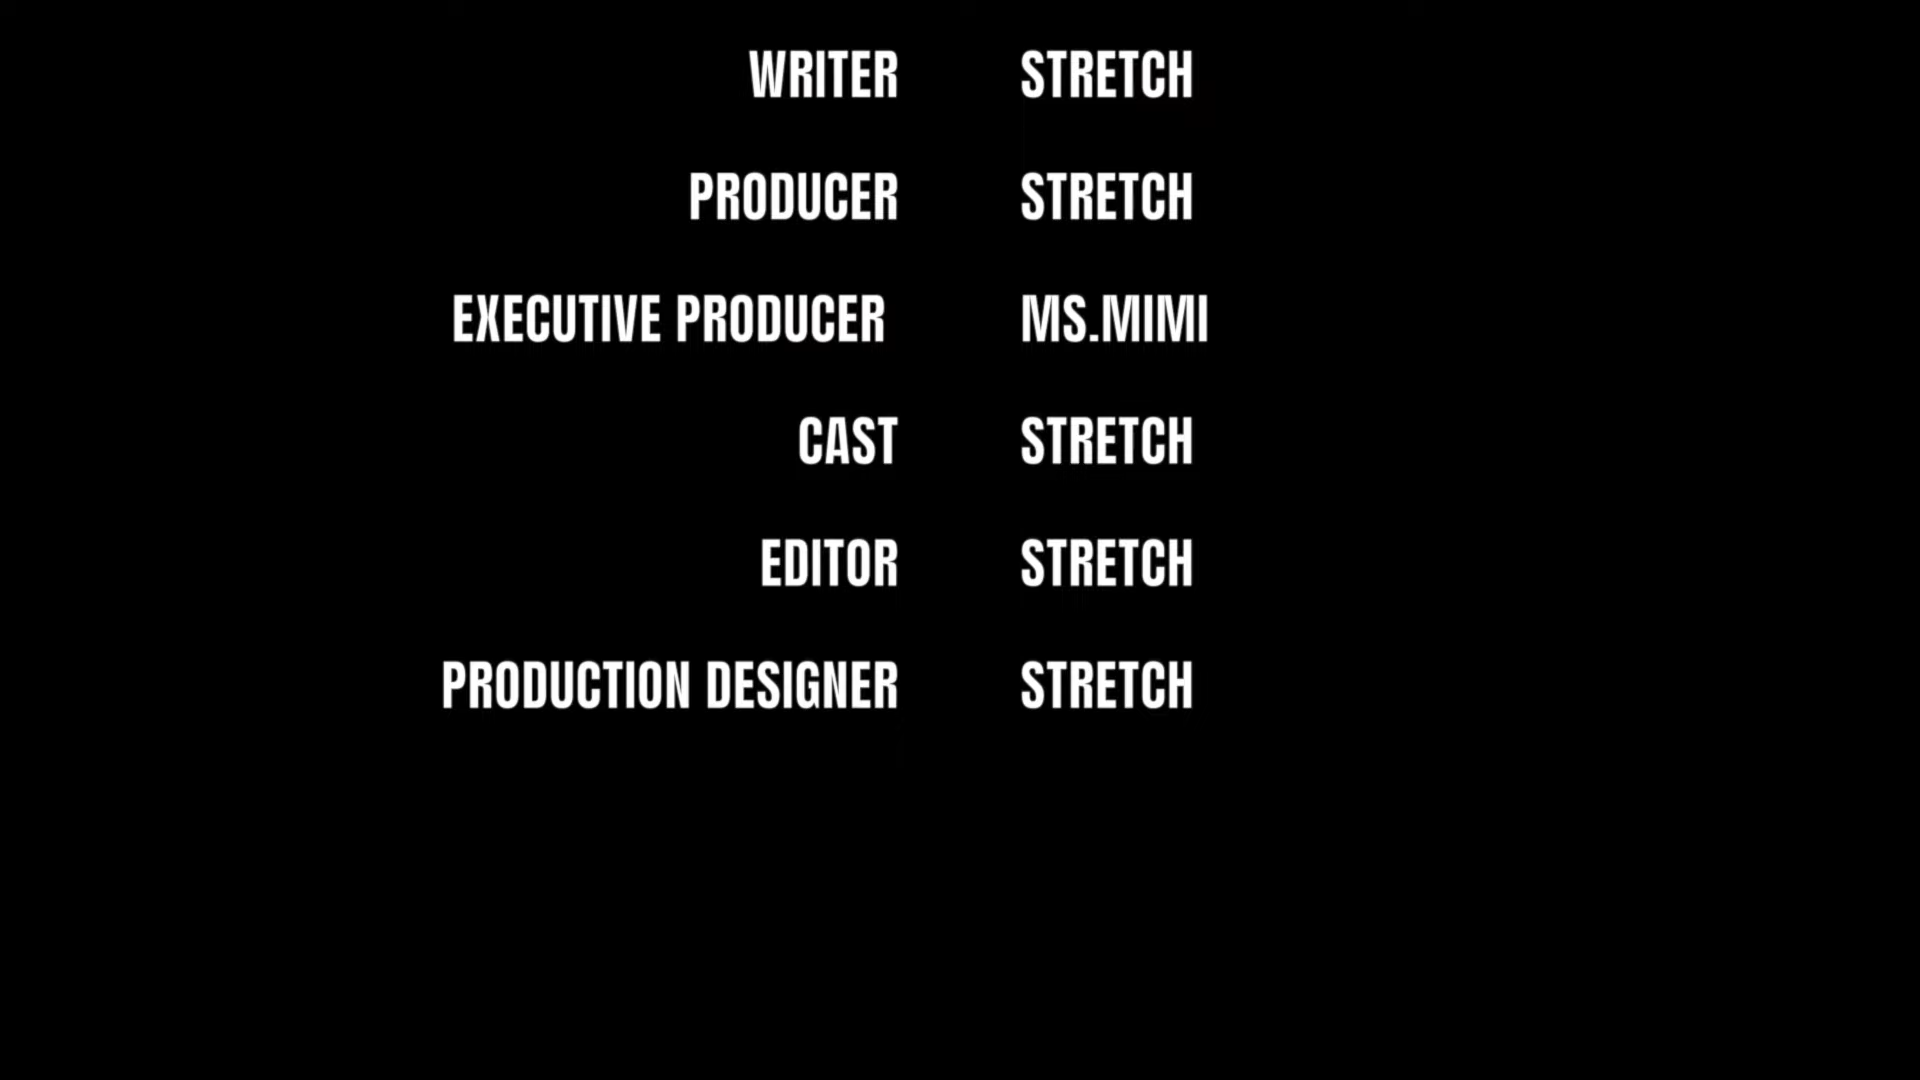 WRITER STRETCH
PRODUCER STRETCH
EXECUTIVE PRODUCER MS.MIMI
CAST STRETCH
EDITOR STRETCH
PRODUCTION DESIGNER STRETCH